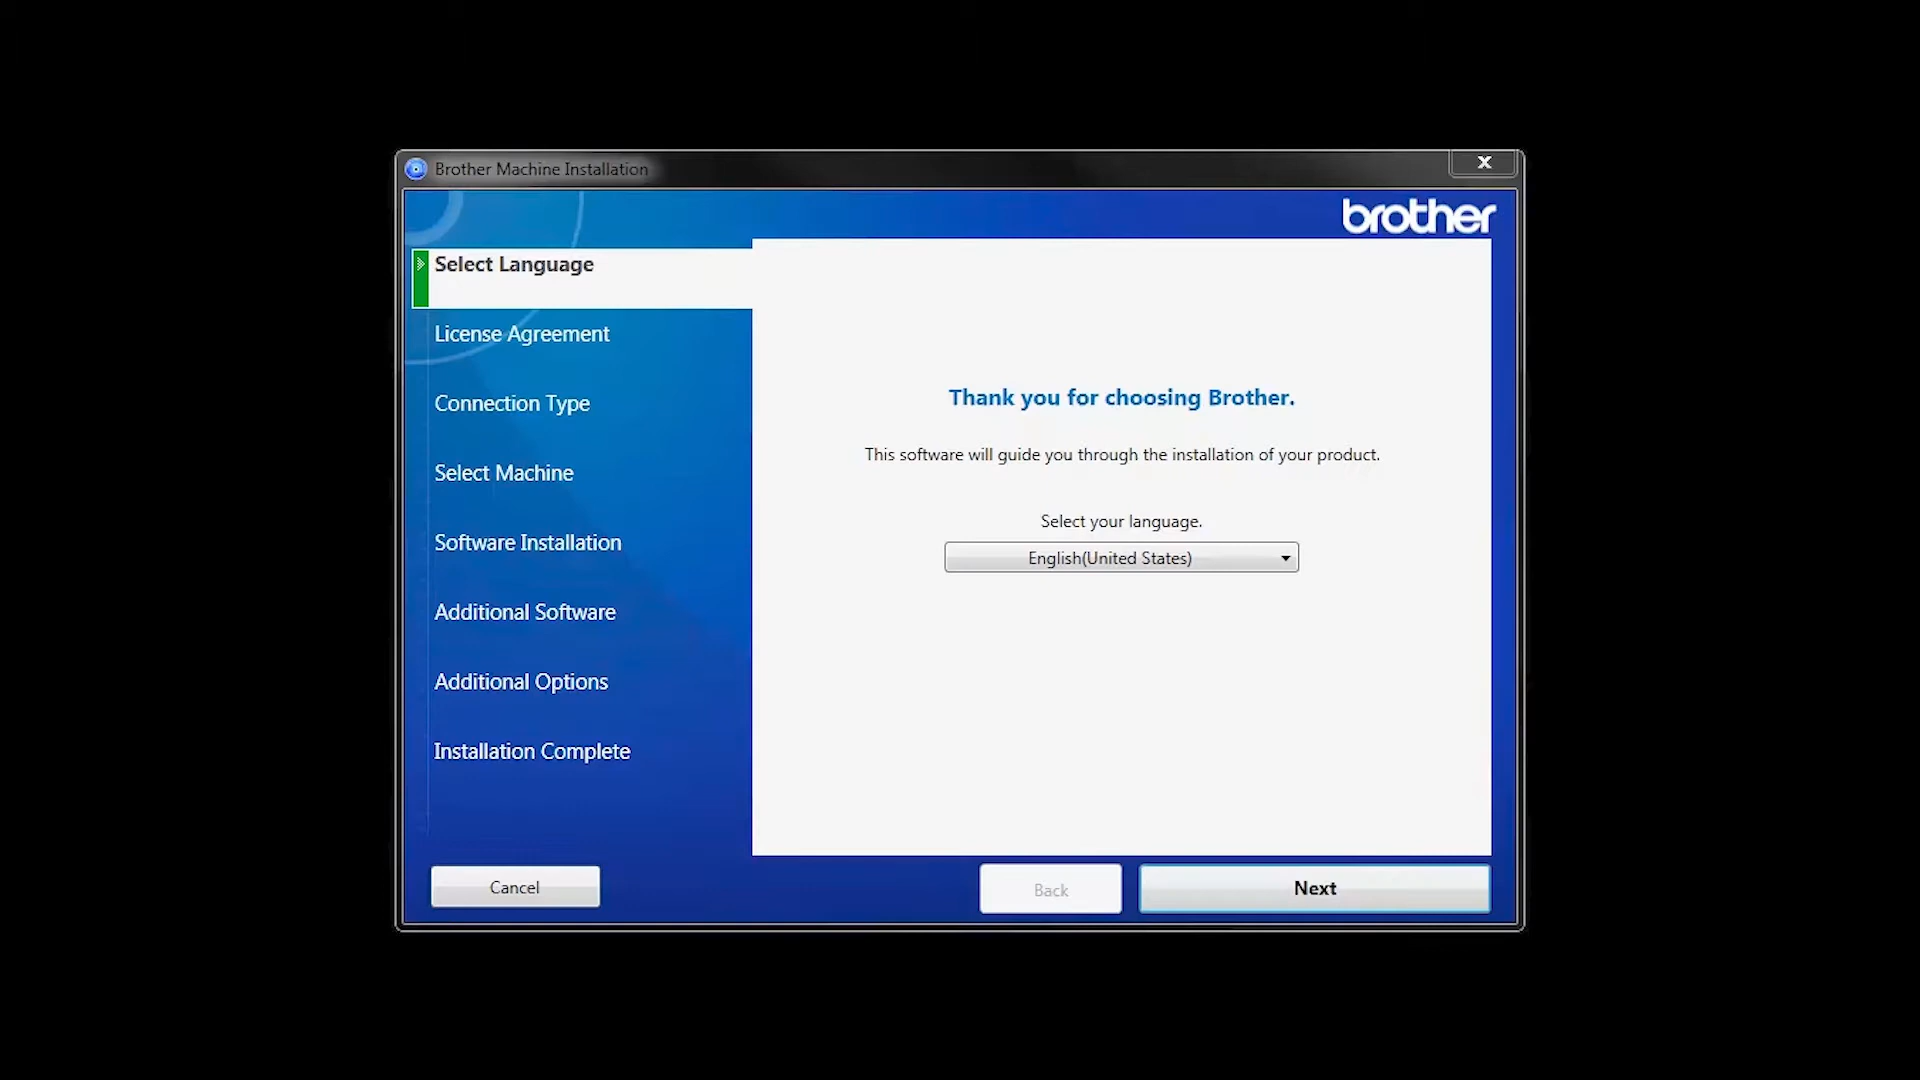 Brother Machine Installation
X
brother
Select Language
License Agreement
Connection Type
Select Machine
Software Installation
Additional Software
Additional Options
Installation Complete
Thank you for choosing Brother.
This software will guide you through the installation of your product.
Select your language.
English(United States)
Cancel
Back
Next